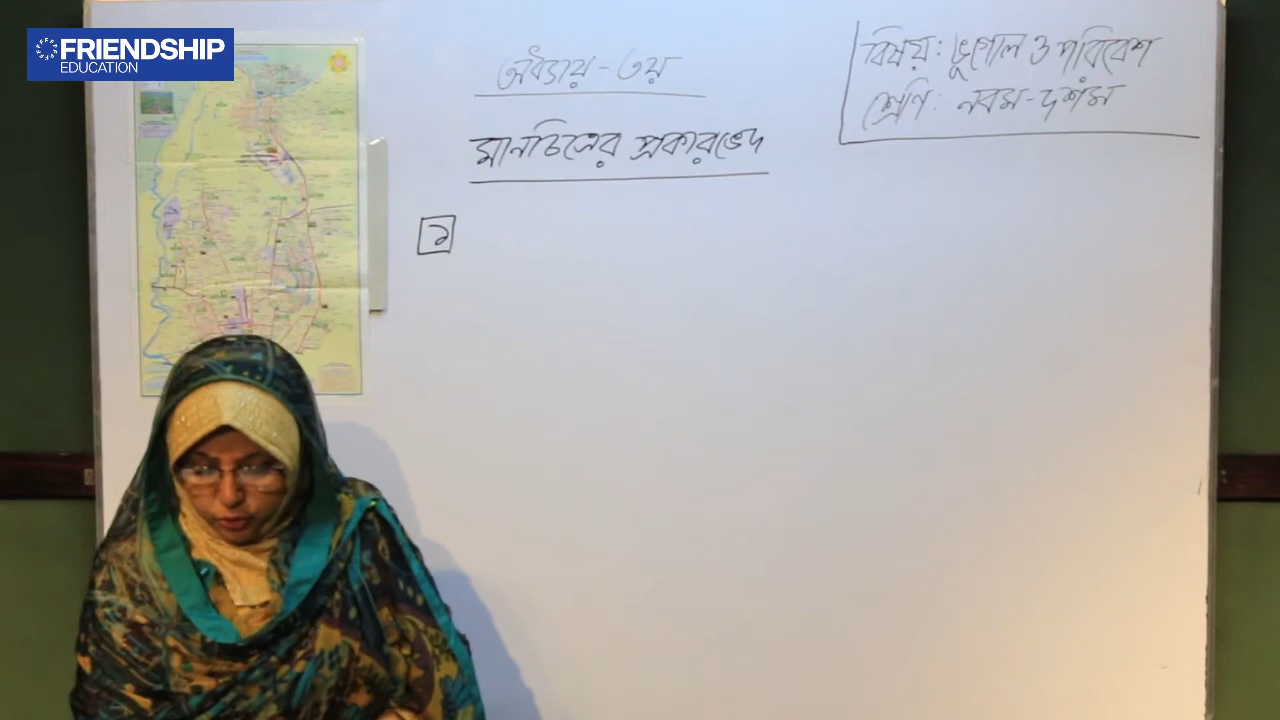 FRIENDSHIP
EDUCATION
অধ্যায় - ৩য়
মানচিত্রের প্রকারভেদ
বিষয়: ভূগোল ও পরিবেশ
শ্রেণি: নবম-দশম
১